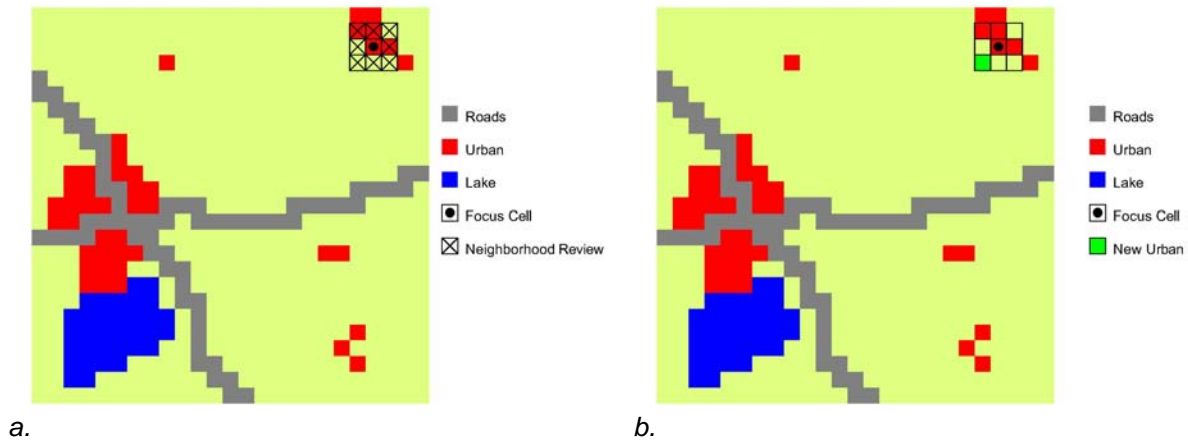 Roads
Urban
Lake
Focus Cell
Neighborhood Review
a.
Roads
Urban
Lake
Focus Cell
New Urban
b.